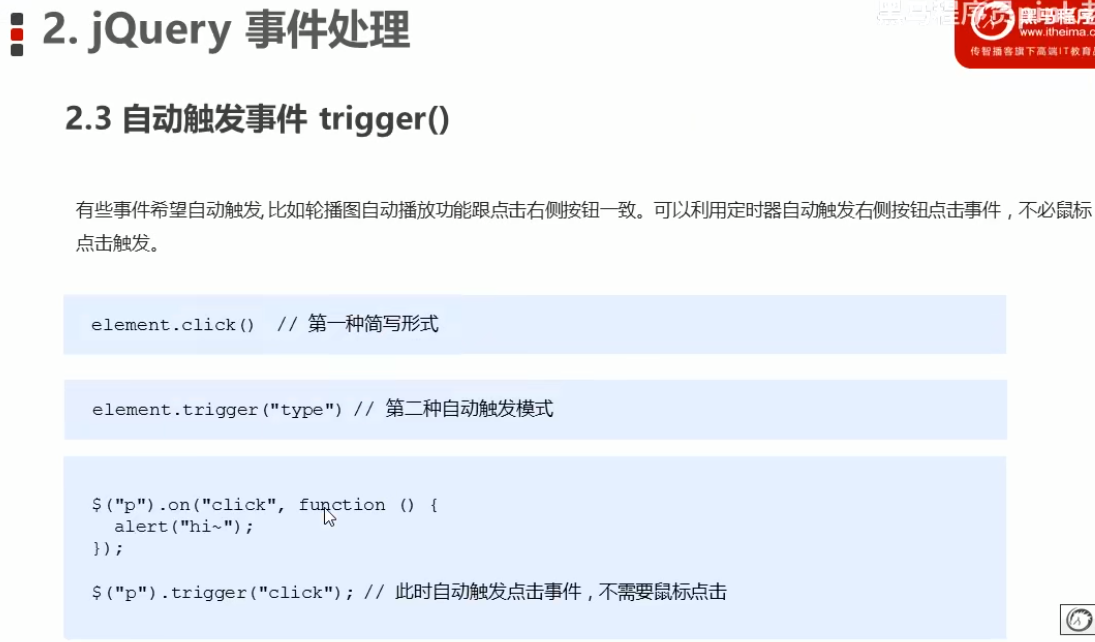 2. jQuery 事件处理
黑马程序员
www.itheima.c
传智播客旗下高端IT教育
2.3 自动触发事件 trigger()
有些事件希望自动触发, 比如轮播图自动播放功能跟点击右侧按钮一致。可以利用定时器自动触发右侧按钮点击事件，不必鼠标
点击触发。
element.click()  // 第一种简写形式
element.trigger("type") // 第二种自动触发模式
$("p").on("click", function () {
  alert("hi~");
});
$("p").trigger("click"); // 此时自动触发点击事件，不需要鼠标点击